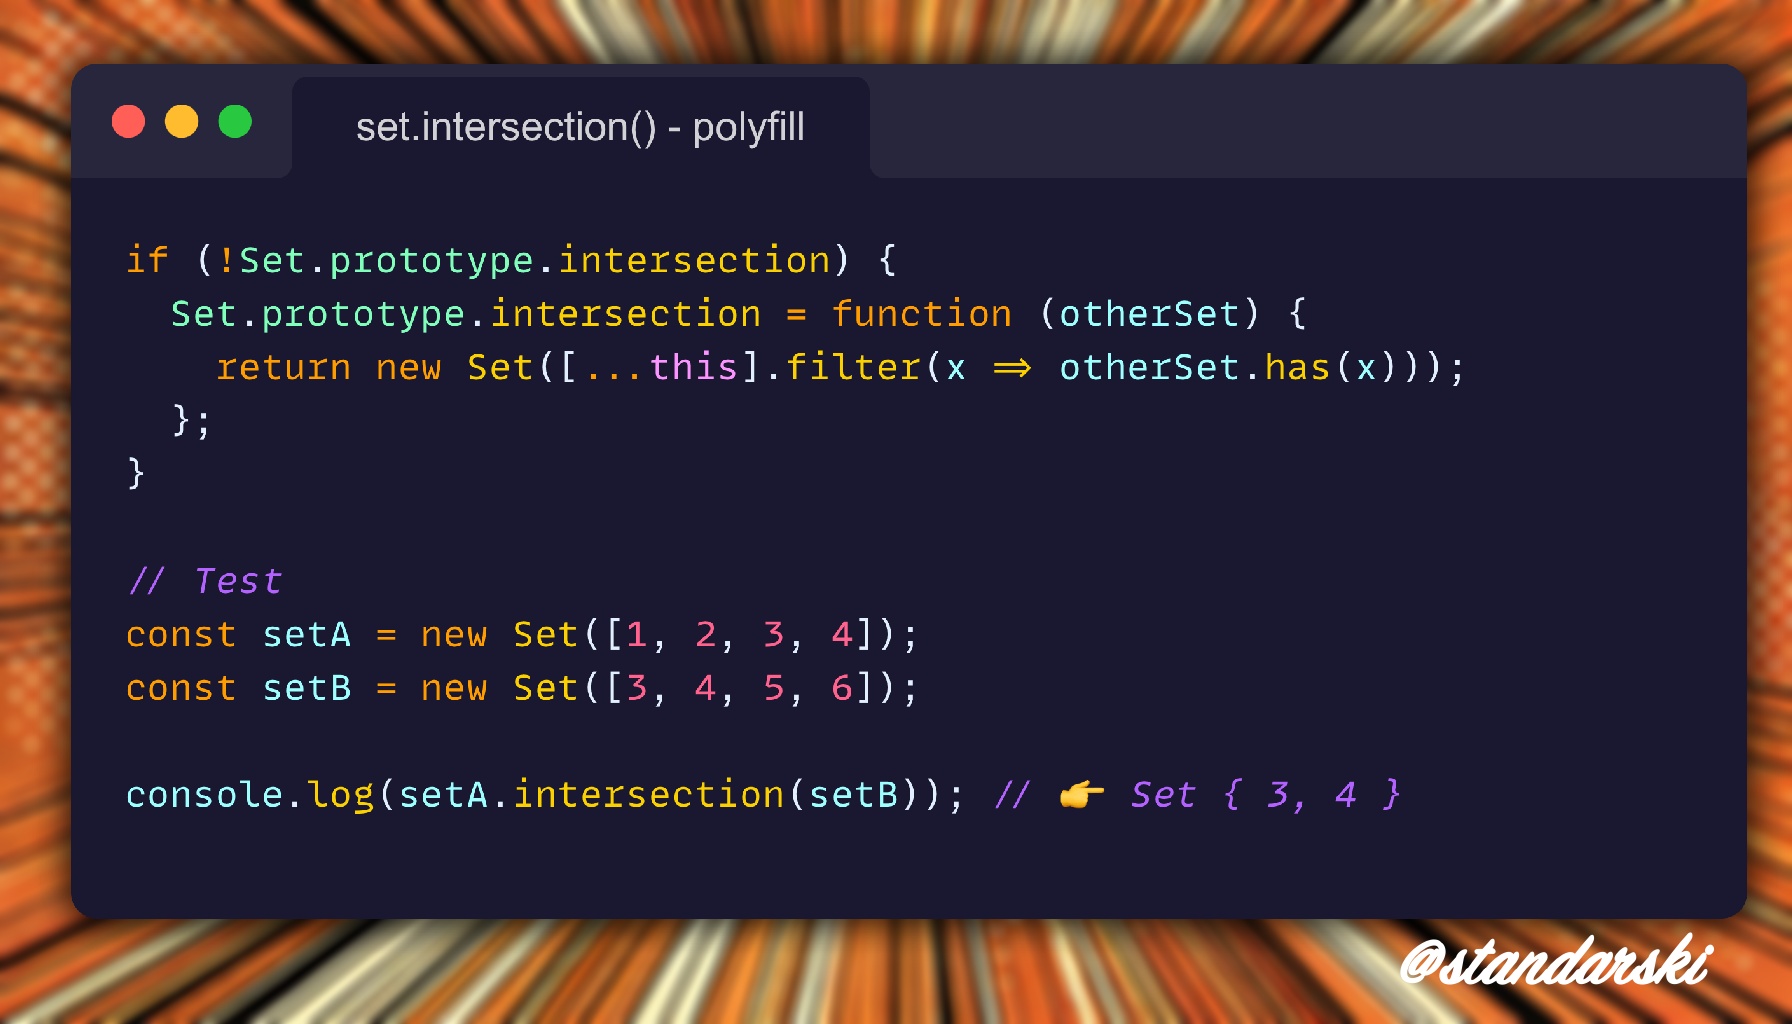 set.intersection() - polyfill
if (!Set.prototype.intersection) {
  Set.prototype.intersection = function (otherSet) {
    return new Set([...this].filter(x => otherSet.has(x)));
  };
}
// Test
const setA = new Set([1, 2, 3, 4]);
const setB = new Set([3, 4, 5, 6]);
console.log(setA.intersection(setB)); // 👉 Set { 3, 4 }
@standarski